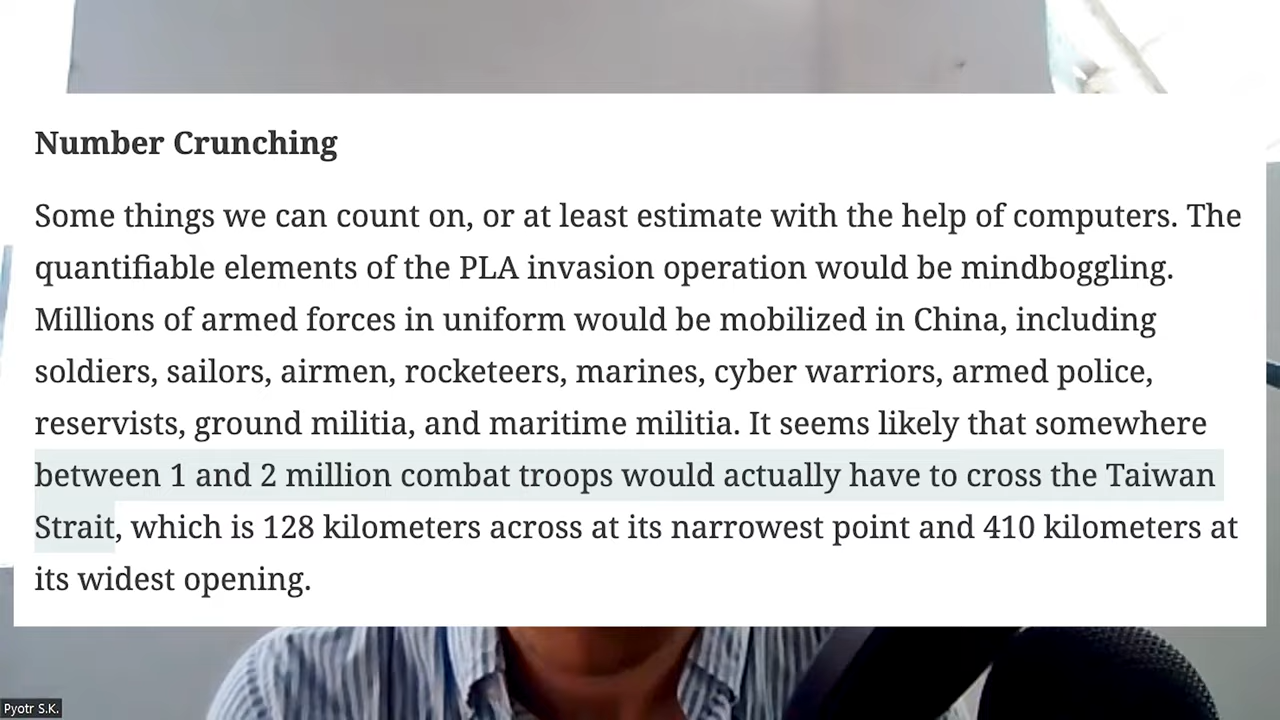 Number Crunching
Some things we can count on, or at least estimate with the help of computers. The
quantifiable elements of the PLA invasion operation would be mindboggling.
Millions of armed forces in uniform would be mobilized in China, including
soldiers, sailors, airmen, rocketeers, marines, cyber warriors, armed police,
reservists, ground militia, and maritime militia. It seems likely that somewhere
between 1 and 2 million combat troops would actually have to cross the Taiwan
Strait, which is 128 kilometers across at its narrowest point and 410 kilometers at
its widest opening.
Pyotr S.K.